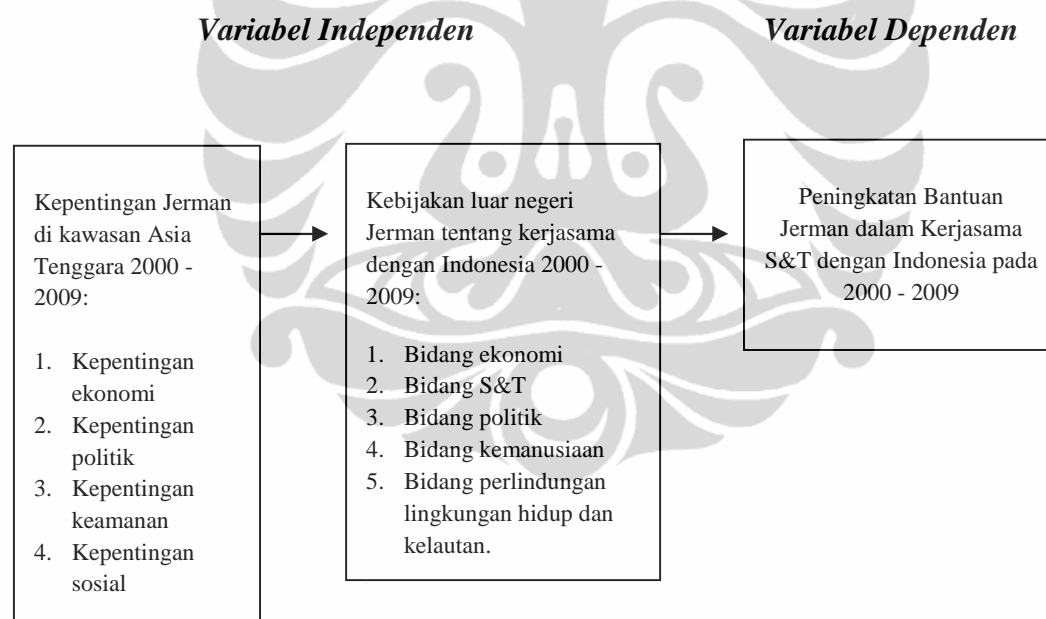 Variabel Independen
Variabel Dependen
Kepentingan Jerman
di kawasan Asia
Tenggara 2000 -
2009:
1. Kepentingan
ekonomi
2. Kepentingan
politik
3. Kepentingan
keamanan
4. Kepentingan
sosial
Kebijakan luar negeri
Jerman tentang kerjasama
dengan Indonesia 2000 -
2009:
1. Bidang ekonomi
2. Bidang S&T
3. Bidang politik
4. Bidang kemanusiaan
5. Bidang perlindungan
lingkungan hidup dan
kelautan.
Peningkatan Bantuan
Jerman dalam Kerjasama
S&T dengan Indonesia pada
2000 - 2009